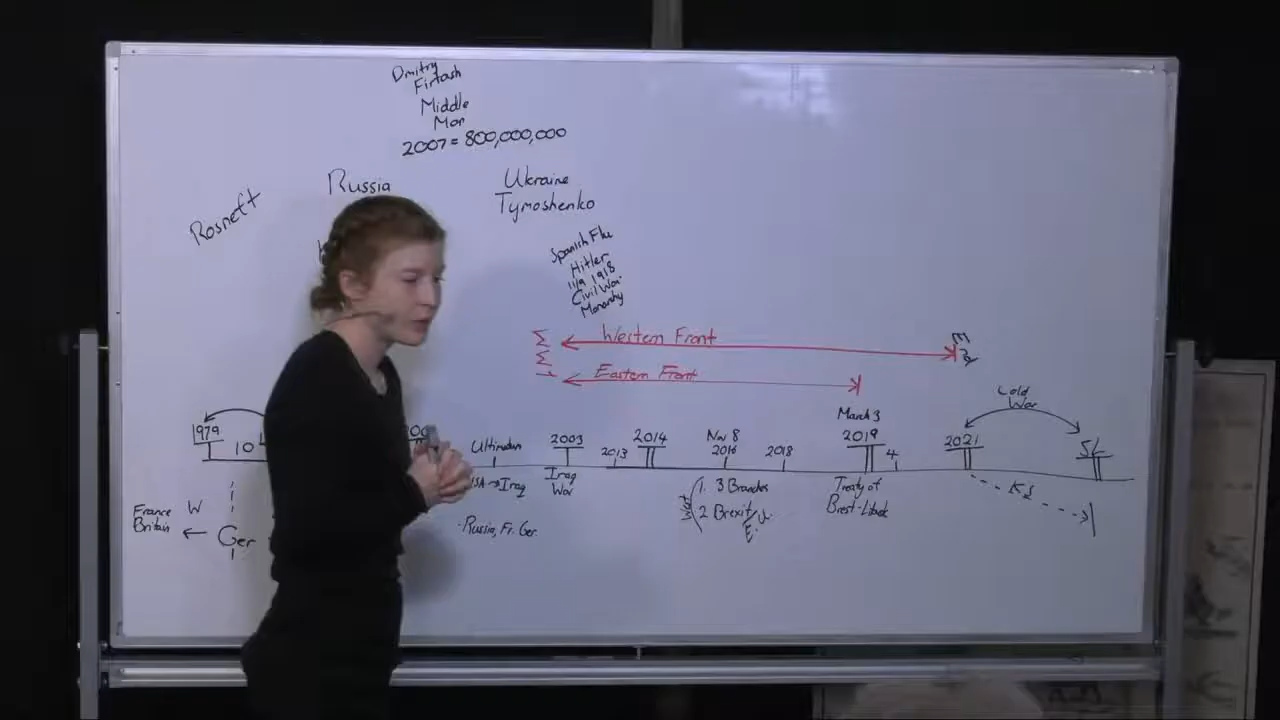 Dmitry
Firtash
Middle
Man
2007 = 800,000,000
Rosneft
Russia
Ukraine
Tymoshenko
Spanish Flu
Hitler
11/9 1918
Civil War
Monarchy
Western Front
Eastern Front
Cold
War
March 3
1979
10
Ultimatum
2003
2013
2014
Nov 8
2016
2018
2019
4
2021
SL
→ Iraq
Iraq
War
1. 3 Branches
2 Brexit
Treaty of
Brest-Litovsk
KS
France
Britain
W
Ger
Russia, Fr. Ger.